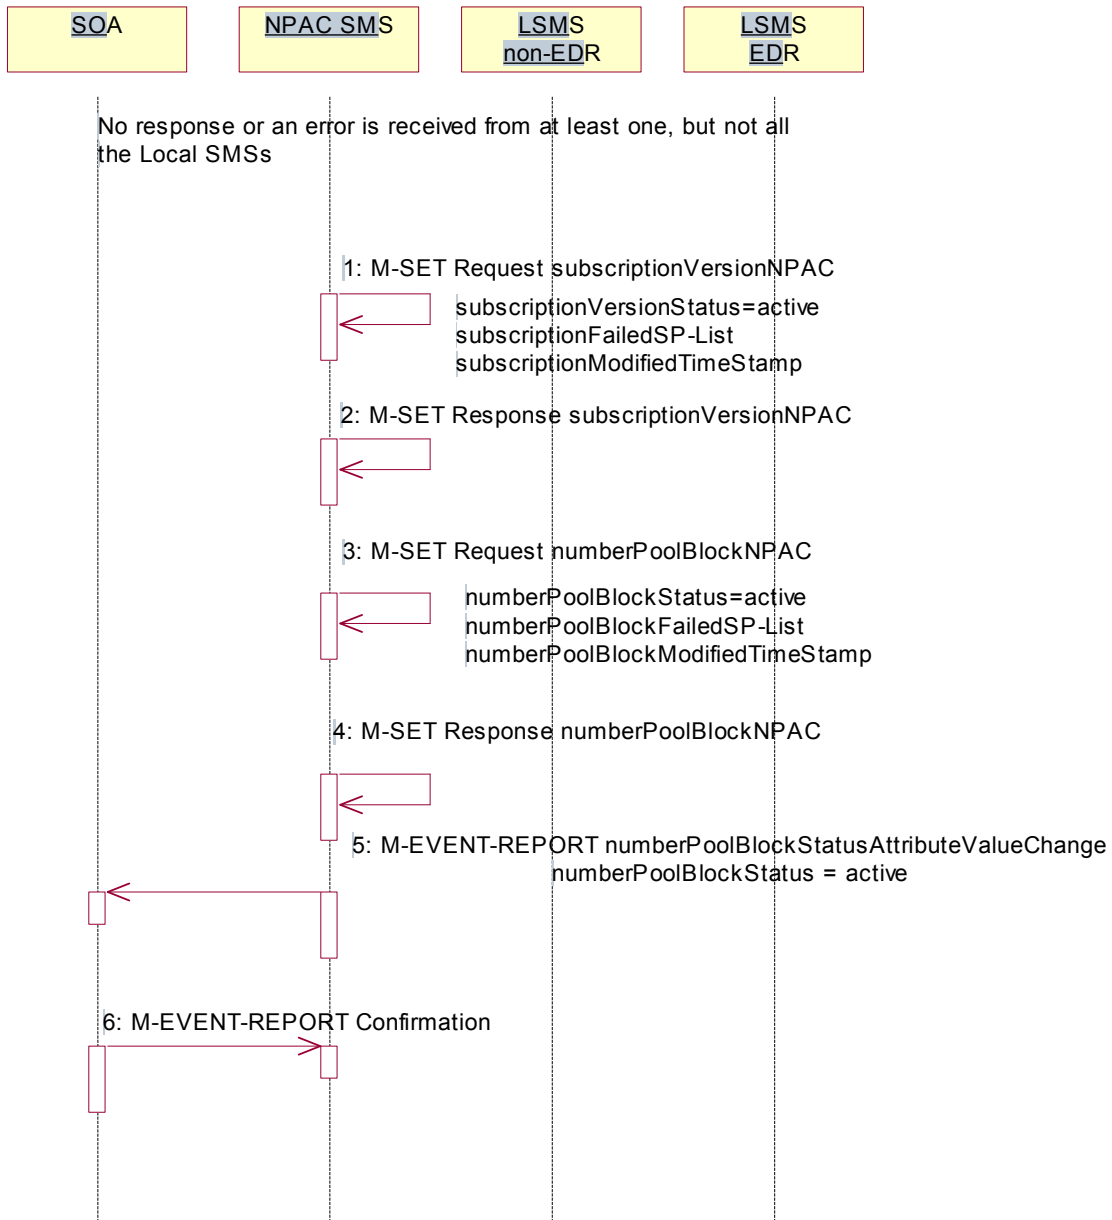 SOA
NPAC SMS
LSMS
non-EDR
LSMS
EDR
No response or an error is received from at least one, but not all
the Local SMSs
1: M-SET Request subscriptionVersionNPAC
subscriptionVersionStatus=active
subscriptionFailedSP-List
subscriptionModifiedTimeStamp
2: M-SET Response subscriptionVersionNPAC
3: M-SET Request numberPoolBlockNPAC
numberPoolBlockStatus=active
numberPoolBlockFailedSP-List
numberPoolBlockModifiedTimeStamp
4: M-SET Response numberPoolBlockNPAC
5: M-EVENT-REPORT numberPoolBlockStatusAttributeValueChange
numberPoolBlockStatus = active
6: M-EVENT-REPORT Confirmation